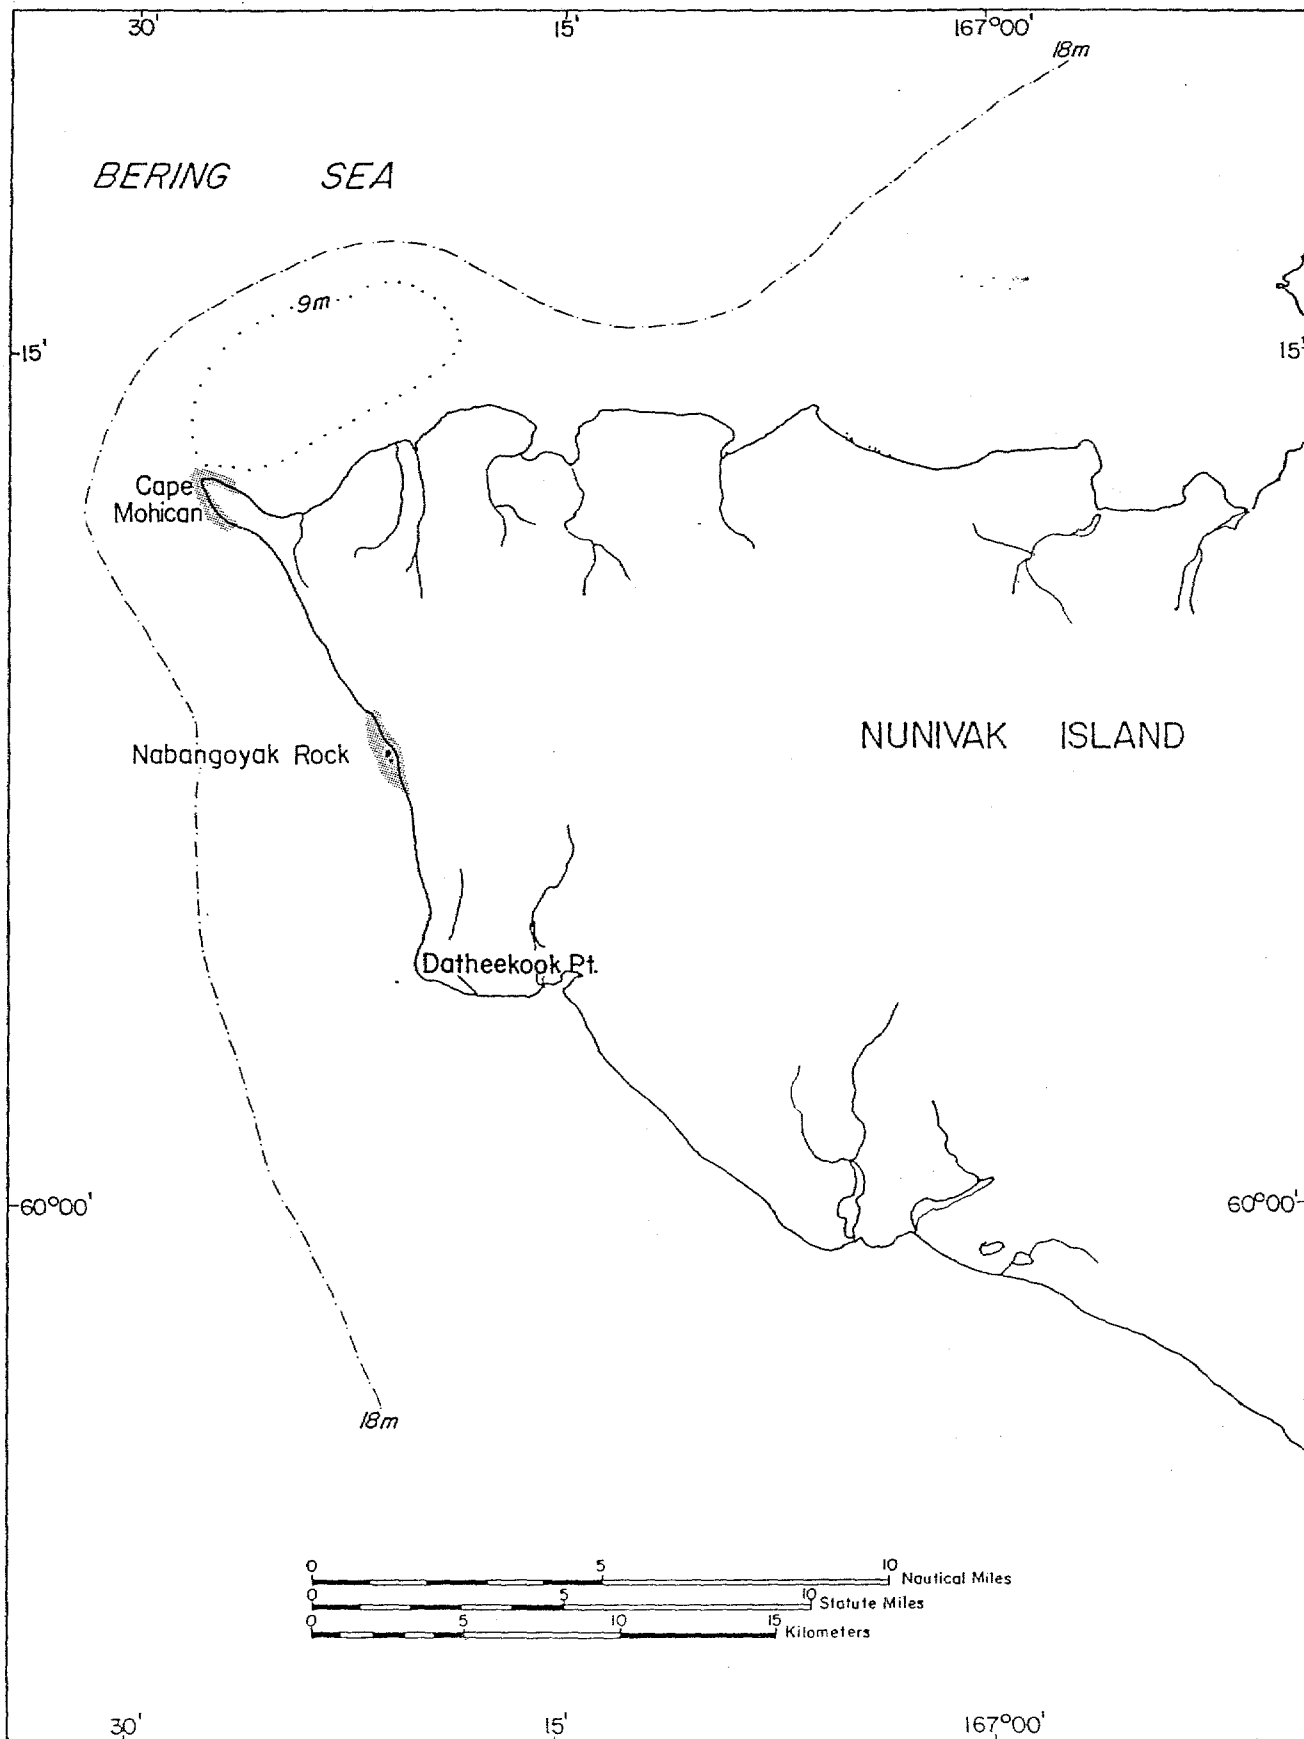 30' 15' 167°00'
18m
BERING SEA
9m
15' 15'
Cape
Mohican
NUNIVAK ISLAND
Nabangoyak Rock
Datheekook Pt.
60°00' 60°00'
18m
0 5 10 Nautical Miles
0 5 10 Statute Miles
0 5 10 15 Kilometers
30' 15' 167°00'